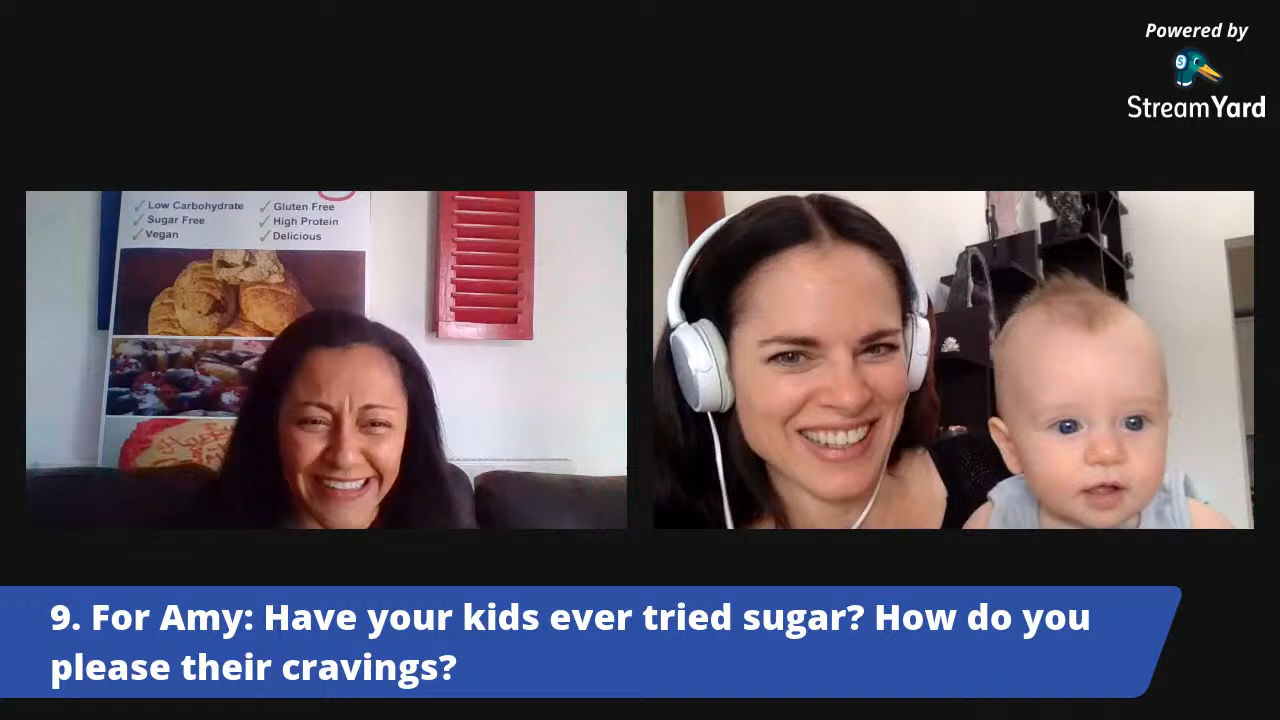 Powered by
StreamYard
✓ Low Carbohydrate ✓ Gluten Free
✓ Sugar Free ✓ High Protein
✓ Vegan ✓ Delicious
9. For Amy: Have your kids ever tried sugar? How do you
please their cravings?